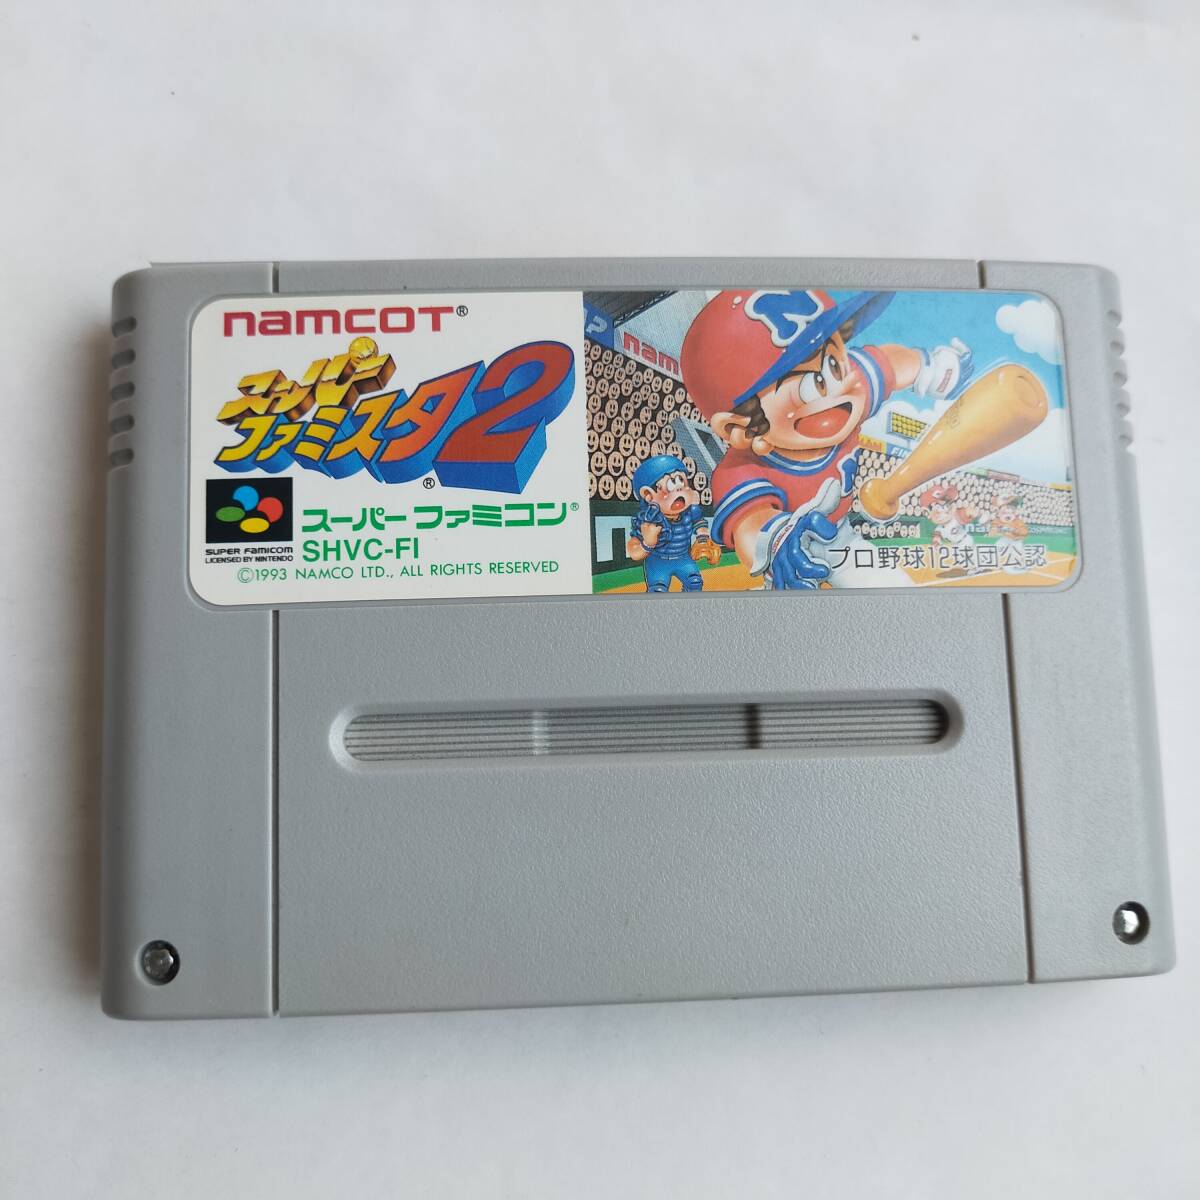 namcoT®
スーパー
ファミスタ2®
スーパーファミコン®
SUPER FAMICOM
LICENSED BY NINTENDO
SHVC-FI
©1993 NAMCO LTD., ALL RIGHTS RESERVED
nam
N
プロ野球12球団公認